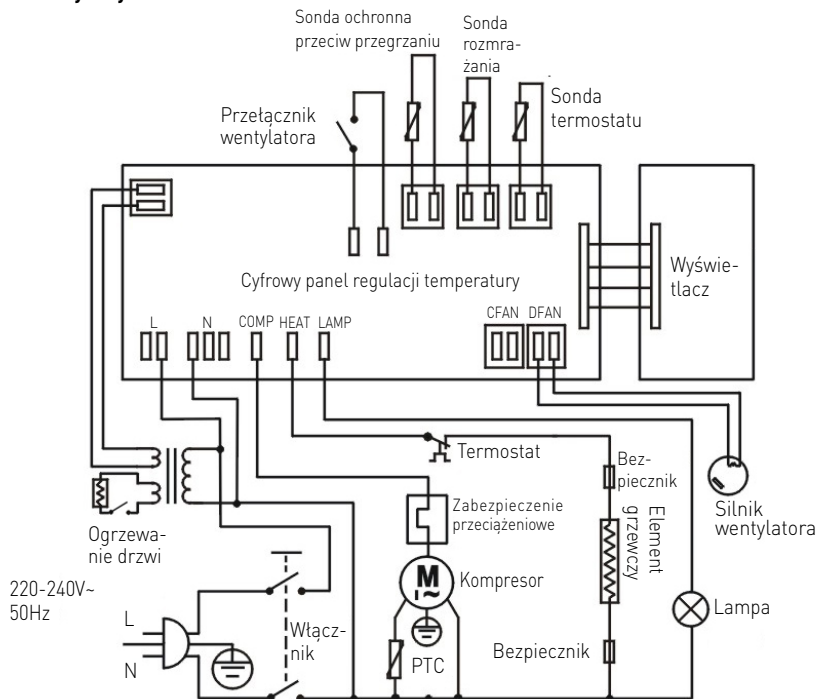 Sonda ochronna
przeciw przegrzaniu
Sonda
rozmra-
żania
Sonda
termostatu
Przełącznik
wentylatora
Cyfrowy panel regulacji temperatury
Wyświe-
tlacz
L
N
COMP
HEAT
LAMP
CFAN
DFAN
Termostat
Bez-
piecznik
Zabezpieczenie
przeciążeniowe
Element
grzewczy
Silnik
wentylatora
Ogrzewa-
nie drzwi
M
Kompresor
220-240V~
50Hz
L
N
Włącz-
nik
PTC
Bezpiecznik
Lampa